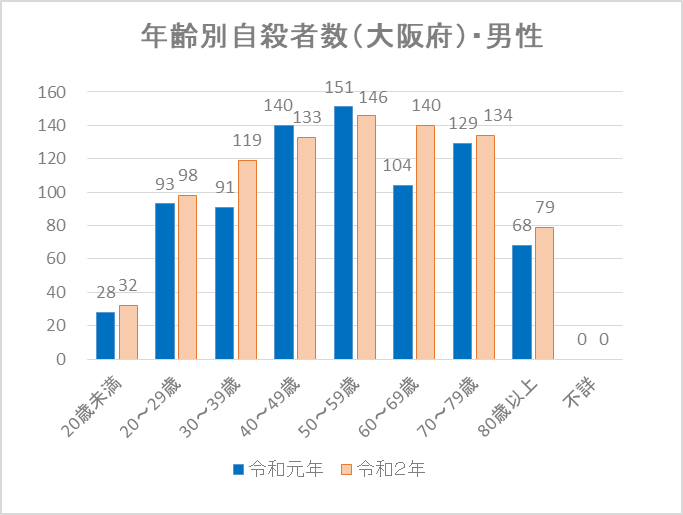 年齢別自殺者数(大阪府)・男性
160
140
120
100
80
60
40
20
0
28 32
93 98
91 119
140 133
151 146
104 140
129 134
68 79
0 0
20歳未満
20～29歳
30～39歳
40～49歳
50～59歳
60～69歳
70～79歳
80歳以上
不詳
令和元年 令和2年